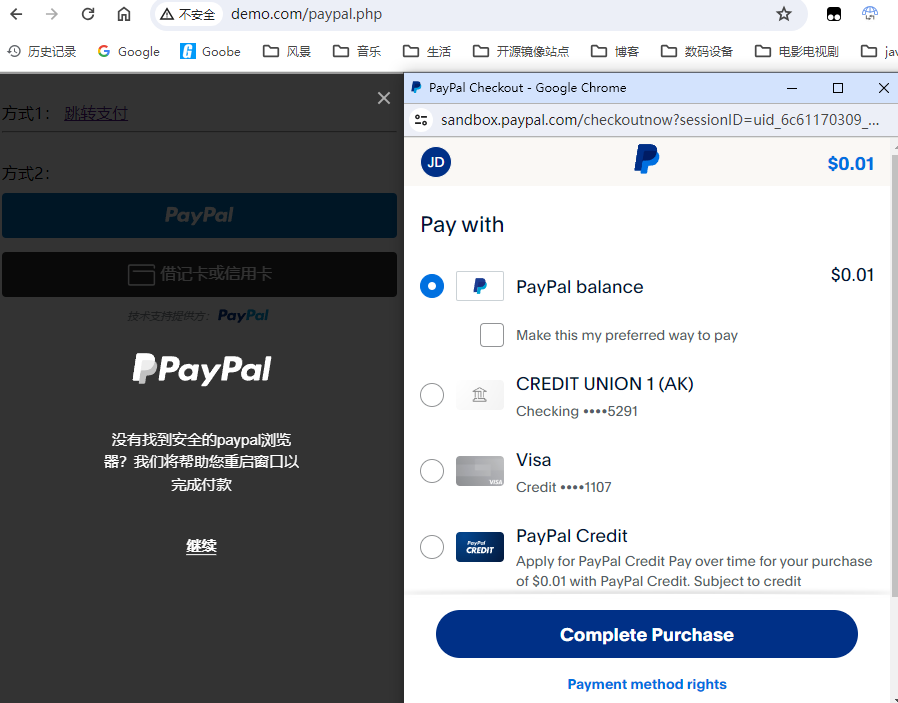 不安全 demo.com/paypal.php
历史记录 Google Goobe 风景 音乐 生活 开源镜像站点 博客 数码设备 电影电视剧 jav
方式1： 跳转支付
方式2：
PayPal
借记卡或信用卡
技术支持提供方： PayPal
PayPal
没有找到安全的paypal浏览
器？我们将帮助您重启窗口以
完成付款
继续
PayPal Checkout - Google Chrome
sandbox.paypal.com/checkoutnow?sessionID=uid_6c61170309_...
JD $0.01
Pay with
PayPal balance $0.01
Make this my preferred way to pay
CREDIT UNION 1 (AK)
Checking ••••5291
VISA
Visa
Credit ••••1107
PayPal
CREDIT
PayPal Credit
Apply for PayPal Credit Pay over time for your purchase
of $0.01 with PayPal Credit. Subject to credit
Complete Purchase
Payment method rights